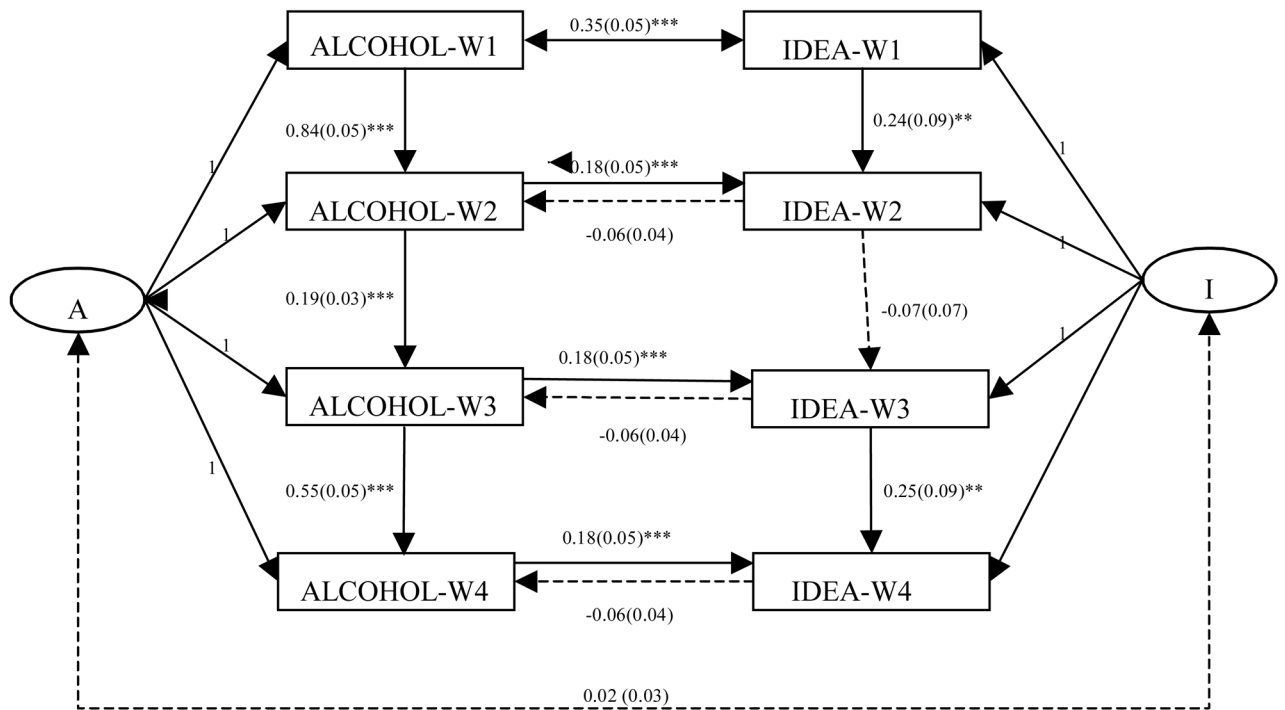 ALCOHOL-W1
0.35(0.05)***
IDEA-W1
0.84(0.05)***
0.24(0.09)**
1
1
0.18(0.05)***
ALCOHOL-W2
IDEA-W2
1
-0.06(0.04)
1
A
0.19(0.03)***
-0.07(0.07)
I
1
0.18(0.05)***
1
ALCOHOL-W3
IDEA-W3
-0.06(0.04)
1
0.55(0.05)***
0.25(0.09)**
0.18(0.05)***
ALCOHOL-W4
IDEA-W4
-0.06(0.04)
0.02 (0.03)